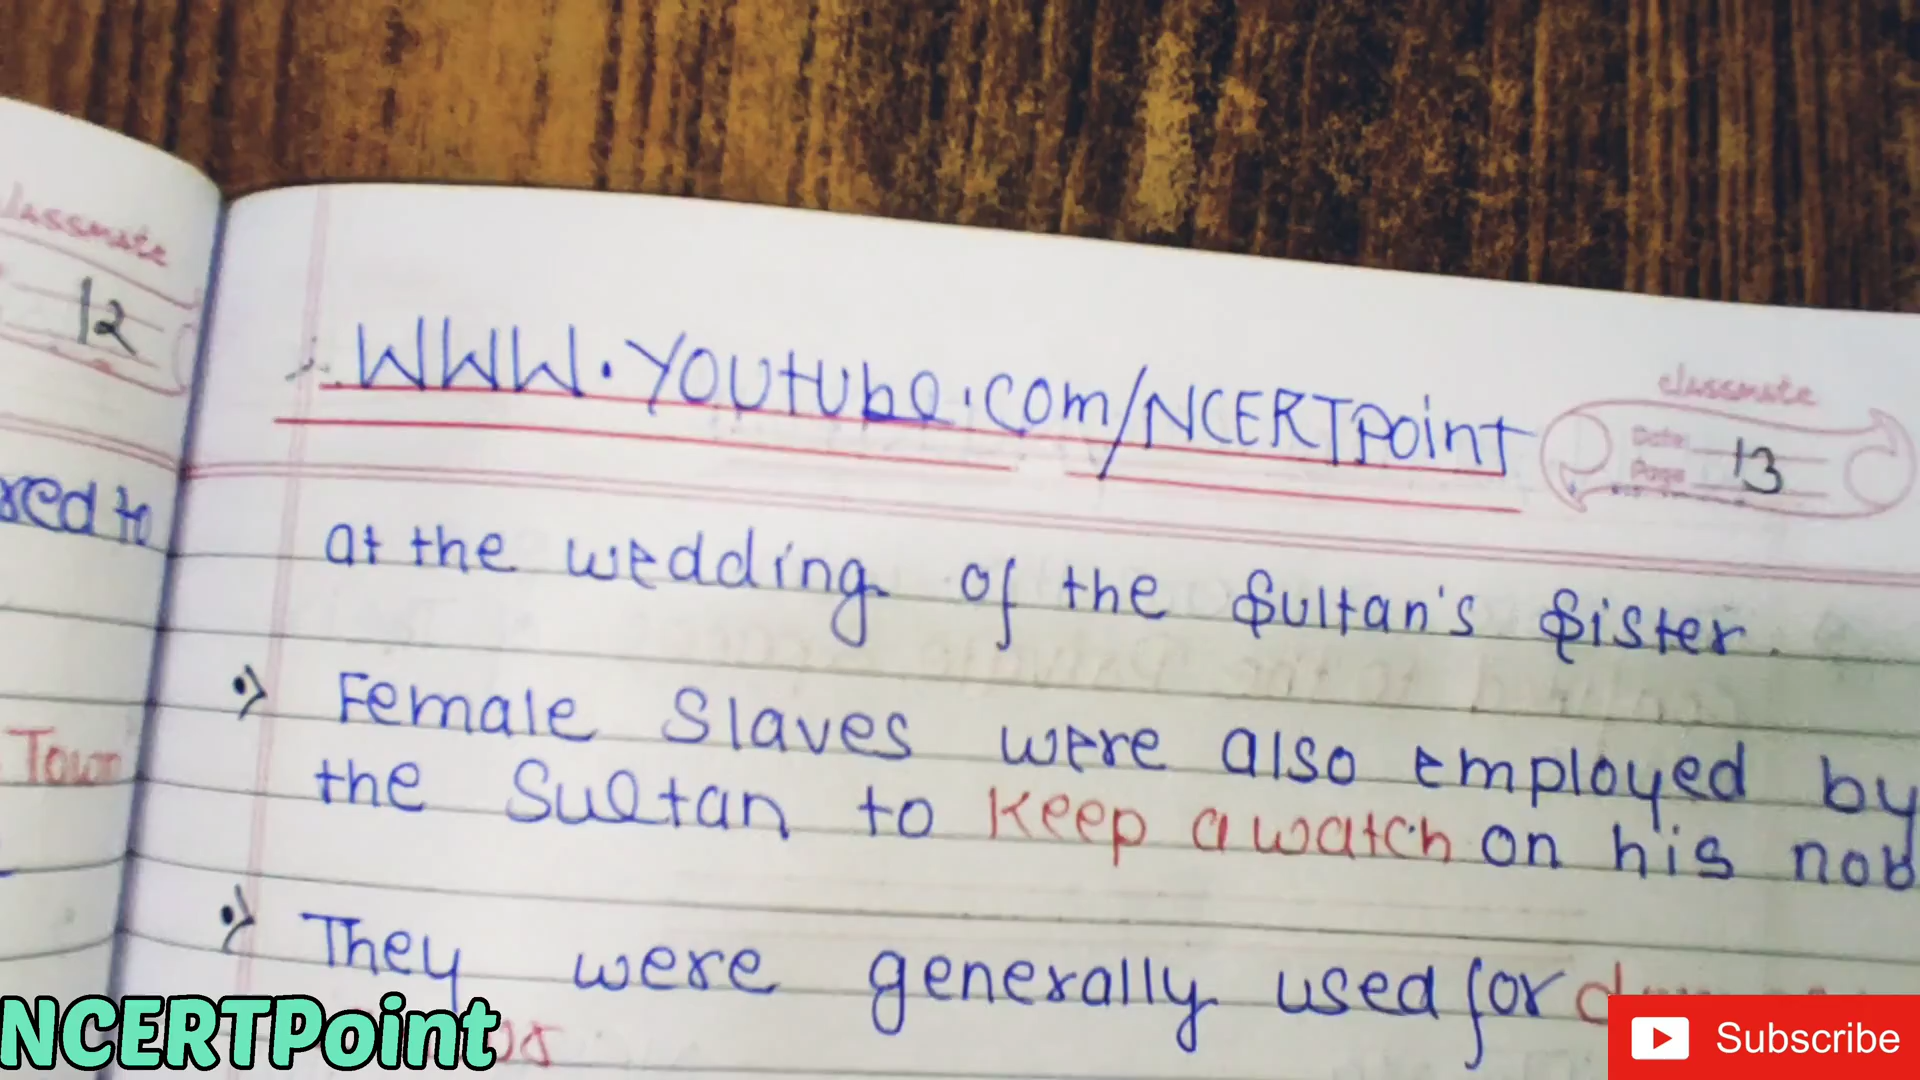 classmate
12
red to
Town
www.youtube.com/NCERTPoint
classmate
Date
Page 13
at the wedding of the Sultan's Sister.
Female Slaves were also employed by
the Sultan to Keep a watch on his nob
They were generally used for
NCERTPoint
Subscribe